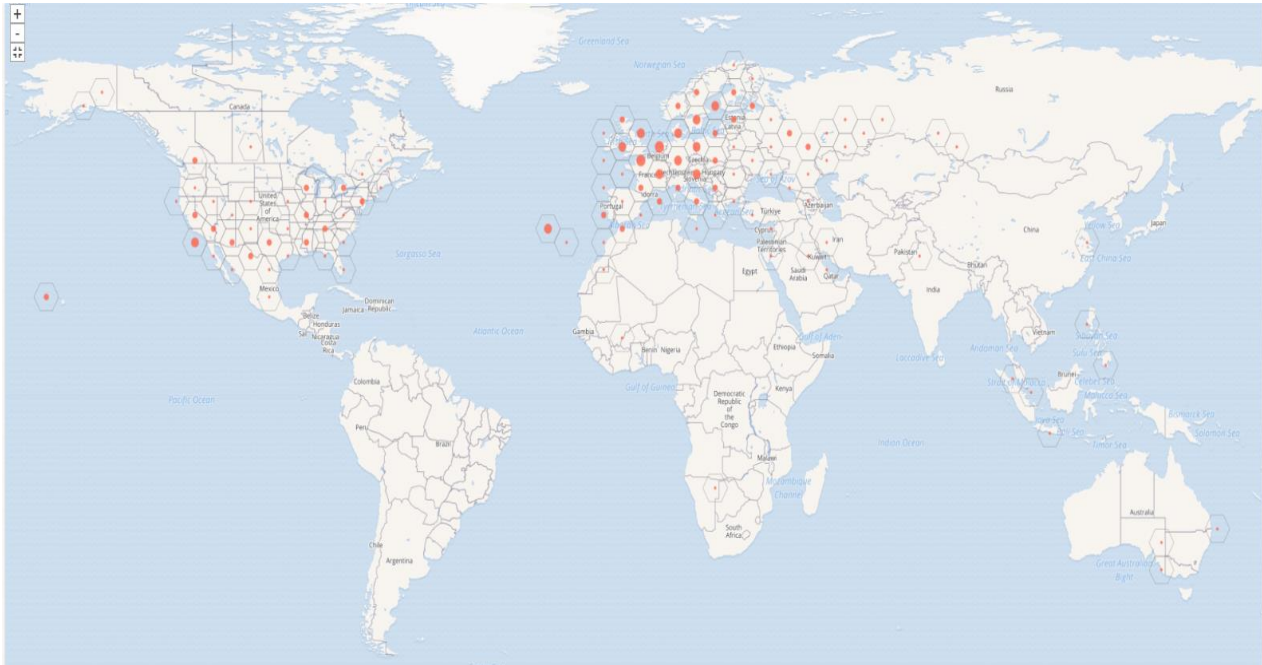 +
-
Greenland Sea
Norwegian Sea
Russia
Canada
Estonia
Latvia
Belgium
Czechia
France
Hungary
United
States
of
America
Portugal
Türkiye
Azerbaijan
Cyprus
Palestinian
Territories
Iran
Kuwait
Pakistan
China
Japan
East China Sea
Sargasso Sea
Egypt
Saudi
Arabia
Qatar
Bhutan
India
Mexico
Dominican
Republic
Jamaica
Belize
Honduras
Nicaragua
Costa
Rica
Atlantic Ocean
Gambia
Benin
Nigeria
Ethiopia
Gulf of Aden
Somalia
Laccadive Sea
Andaman Sea
Vietnam
Sulu Sea
Brunei
Celebes Sea
Colombia
Gulf of Guinea
Kenya
Democratic
Republic
of the
Congo
Pacific Ocean
Peru
Brazil
Indian Ocean
Timor Sea
Bismarck Sea
Solomon Sea
Malawi
Mozambique
Channel
South
Africa
Australia
Great Australian
Bight
Chile
Argentina